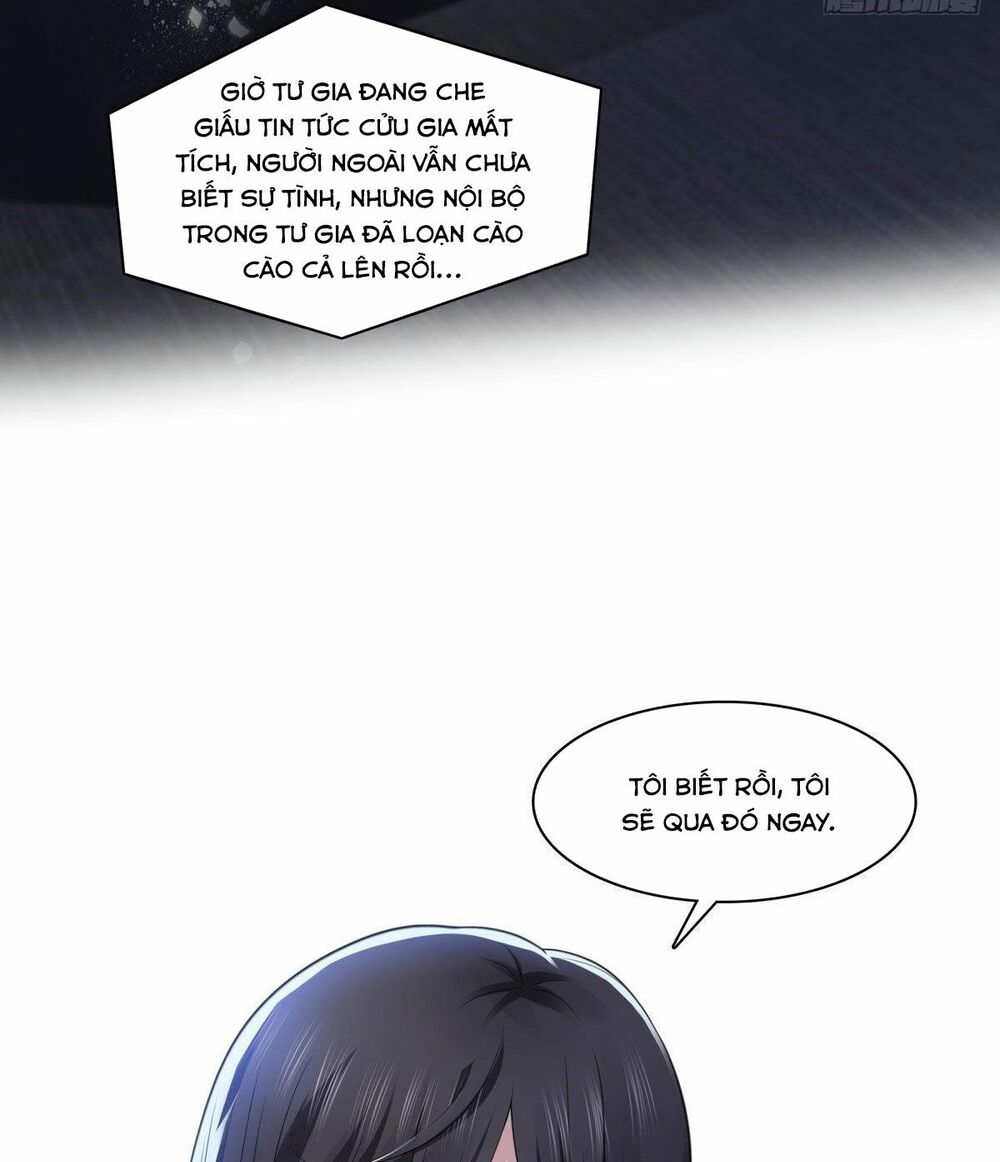 GIỜ TƯ GIA ĐANG CHE
GIẤU TIN TỨC CỬU GIA MẤT
TÍCH, NGƯỜI NGOÀI VẪN CHƯA
BIẾT SỰ TÌNH, NHƯNG NỘI BỘ
TRONG TƯ GIA ĐÃ LOẠN CÀO
CÀO CẢ LÊN RỒI...
TÔI BIẾT RỒI, TÔI
SẼ QUA ĐÓ NGAY.